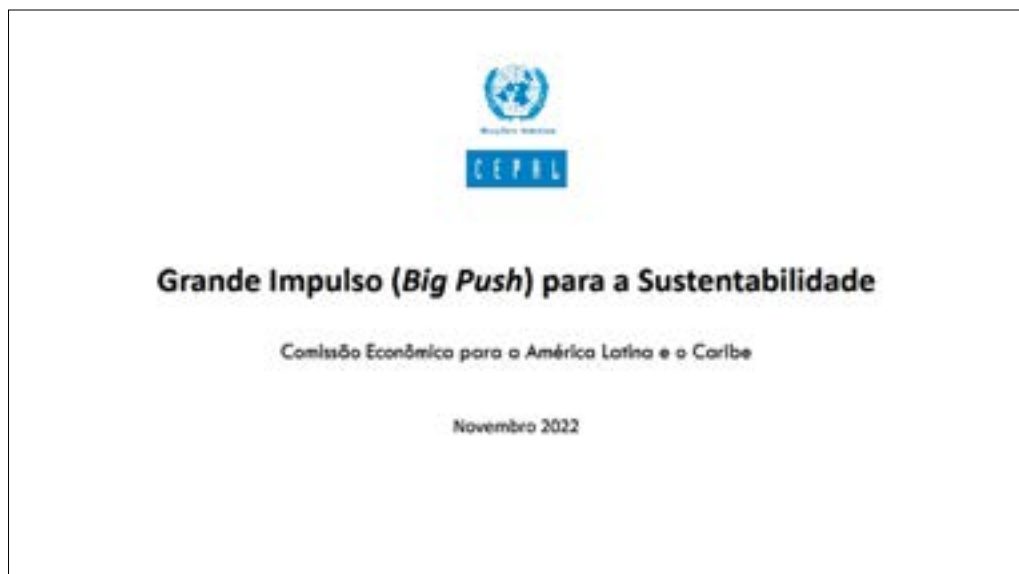 CEPAL
Grande Impulso (Big Push) para a Sustentabilidade
Comissão Econômica para a América Latina e o Caribe
Novembro 2022